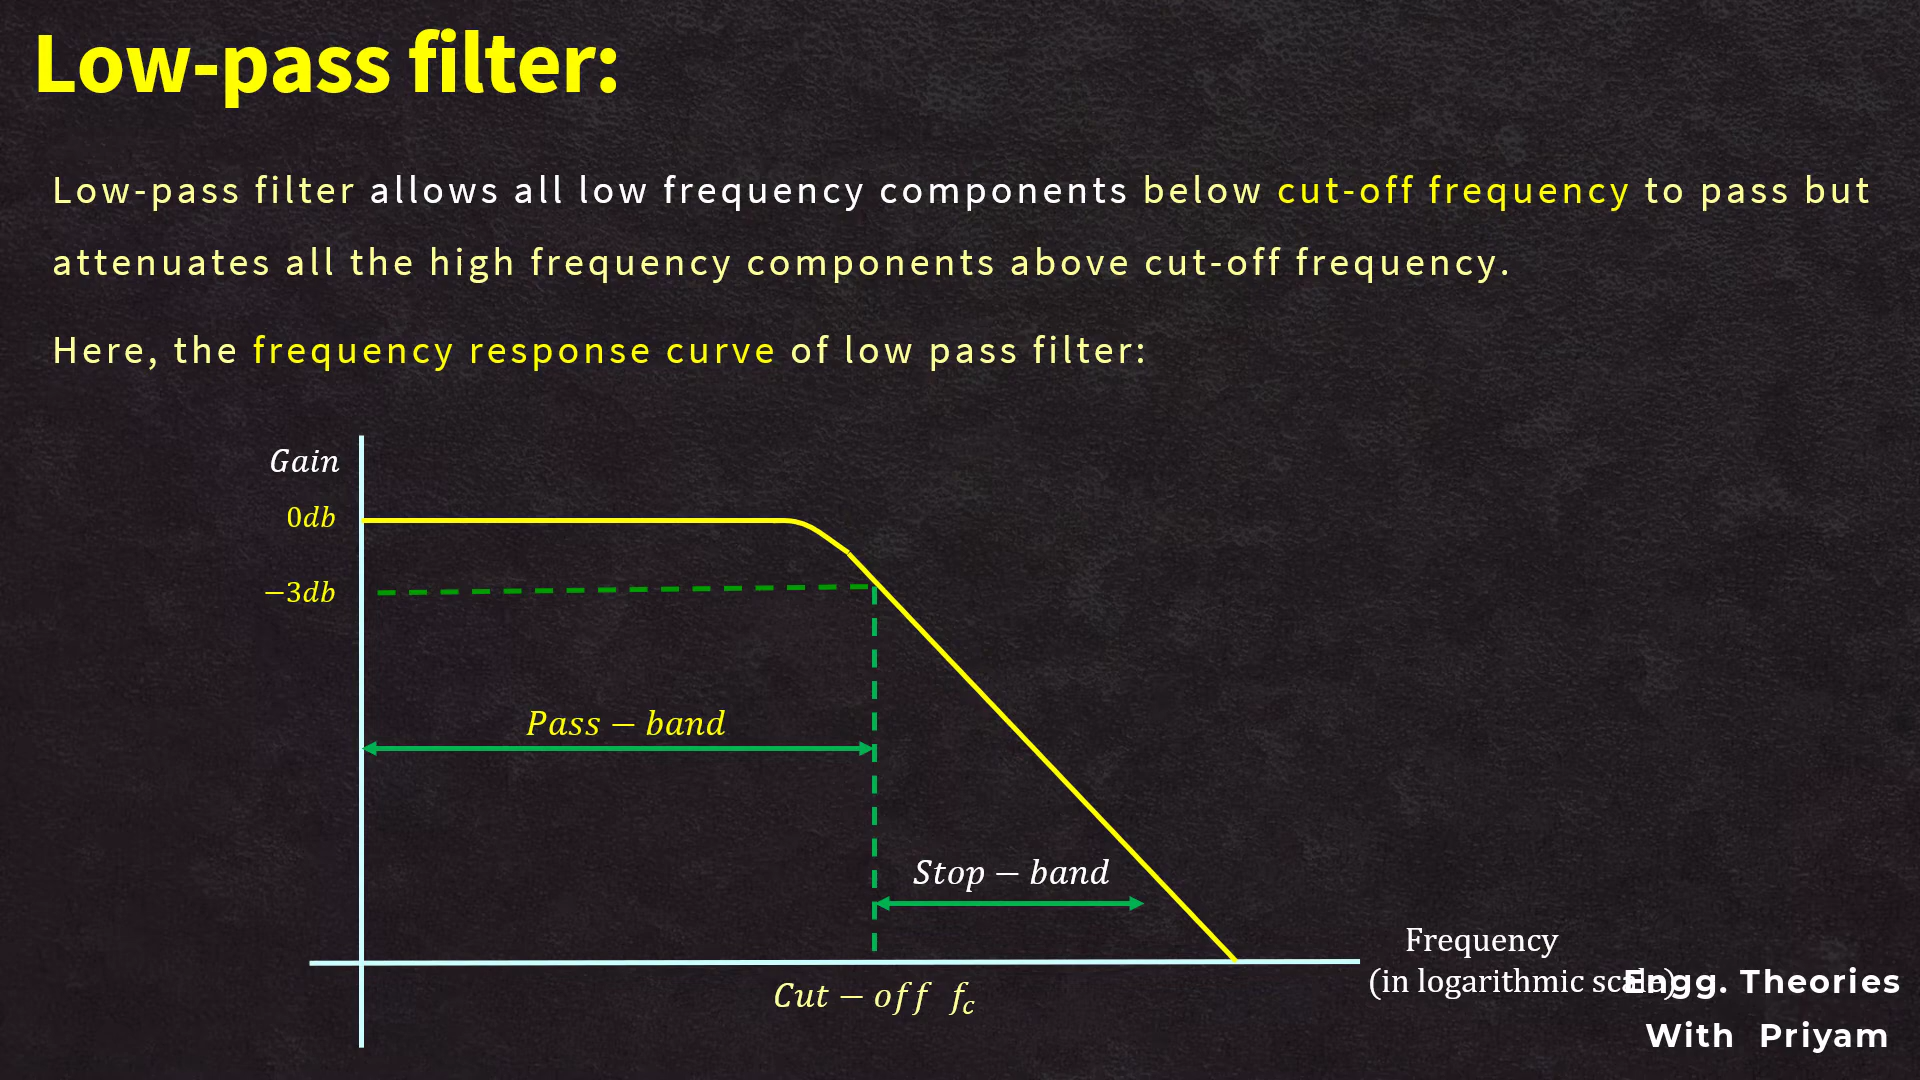 Low-pass filter:
Low-pass filter allows all low frequency components below cut-off frequency to pass but
attenuates all the high frequency components above cut-off frequency.
Here, the frequency response curve of low pass filter:
Gain
0db
−3db
Pass − band
Stop − band
Cut − off fc
Frequency
(in logarithmic scale)
Engg. Theories
With Priyam